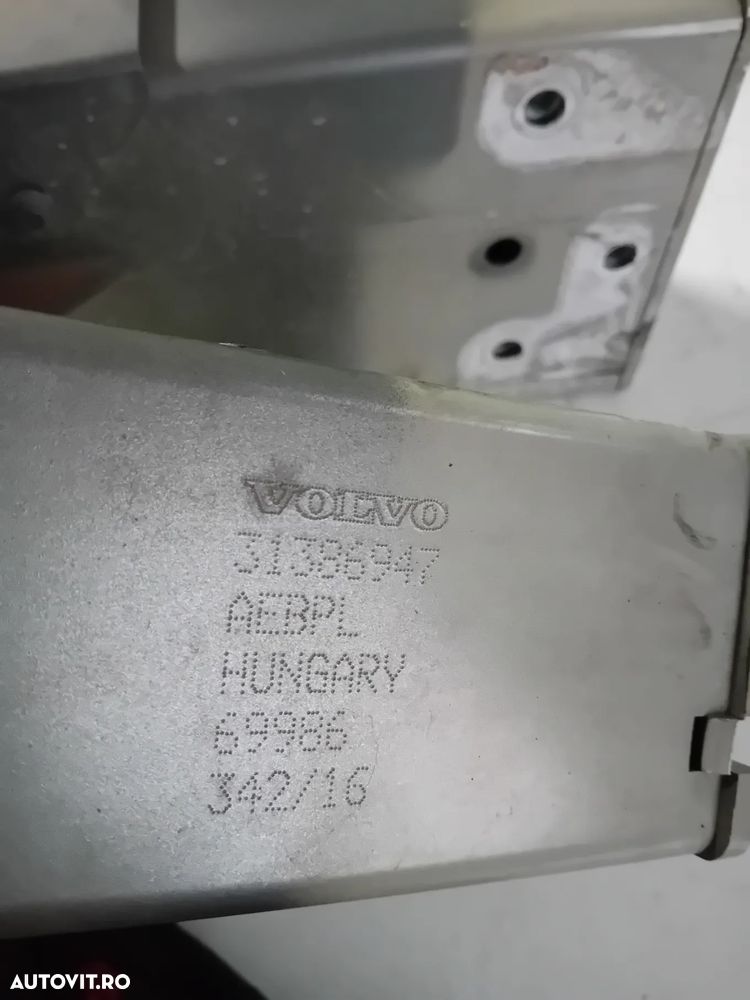 VOLVO
31386947
AEBPL
HUNGARY
69986
342/16
AUTOVIT.RO